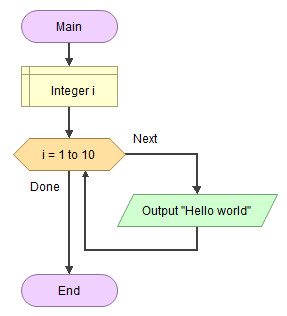 Main
Integer i
i = 1 to 10
Next
Done
Output "Hello world"
End